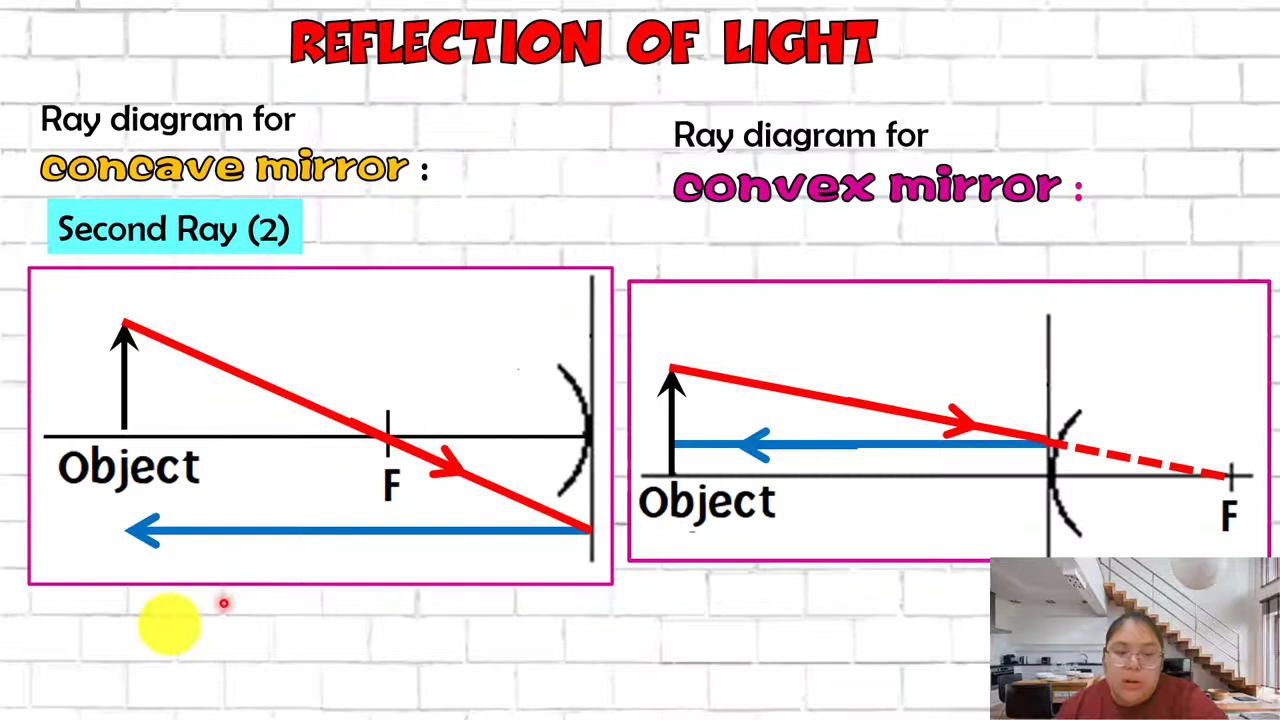 REFLECTION OF LIGHT
Ray diagram for
concave mirror :
Second Ray (2)
Object
F
Ray diagram for
convex mirror :
Object
F